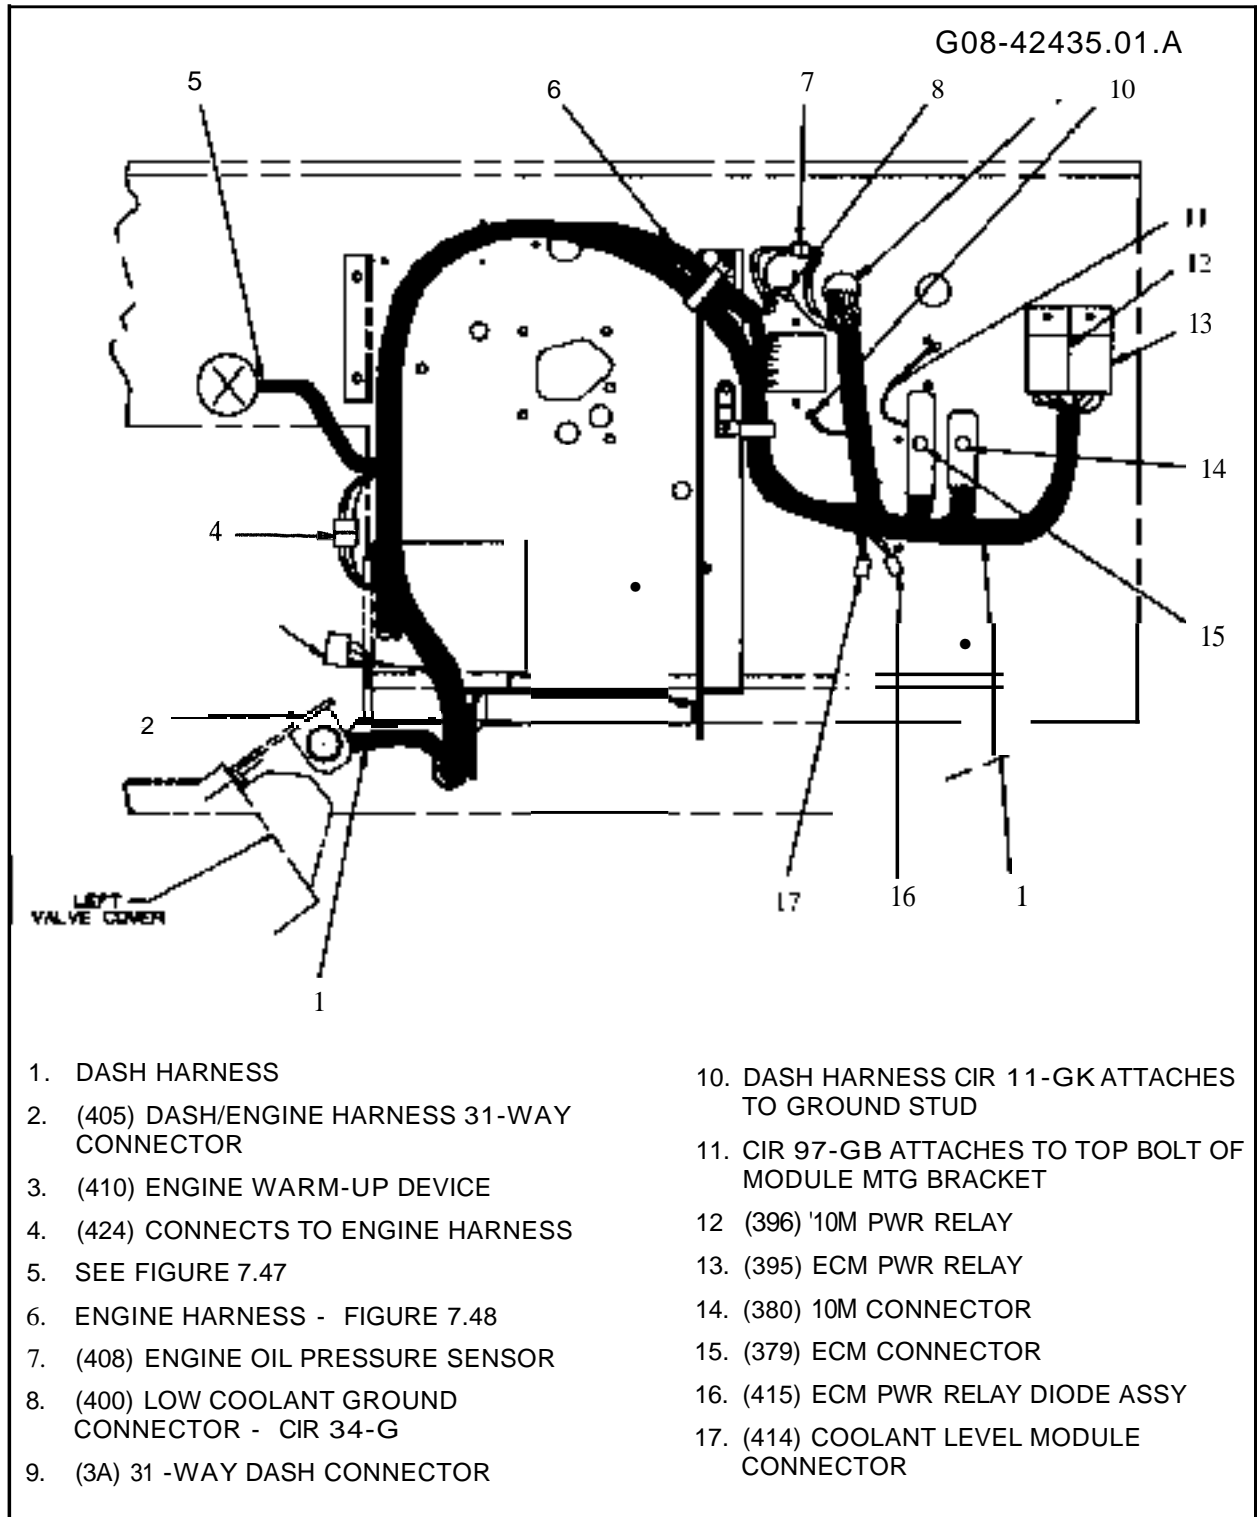 G08-42435.01.A
5
6
7
8
10
11
12
13
4
14
15
2
LEFT
VALVE COVER
17
16
1
1
1. DASH HARNESS
2. (405) DASH/ENGINE HARNESS 31-WAY
CONNECTOR
3. (410) ENGINE WARM-UP DEVICE
4. (424) CONNECTS TO ENGINE HARNESS
5. SEE FIGURE 7.47
6. ENGINE HARNESS - FIGURE 7.48
7. (408) ENGINE OIL PRESSURE SENSOR
8. (400) LOW COOLANT GROUND
CONNECTOR - CIR 34-G
9. (3A) 31 -WAY DASH CONNECTOR
10. DASH HARNESS CIR 11-GK ATTACHES
TO GROUND STUD
11. CIR 97-GB ATTACHES TO TOP BOLT OF
MODULE MTG BRACKET
12 (396) '10M PWR RELAY
13. (395) ECM PWR RELAY
14. (380) 10M CONNECTOR
15. (379) ECM CONNECTOR
16. (415) ECM PWR RELAY DIODE ASSY
17. (414) COOLANT LEVEL MODULE
CONNECTOR